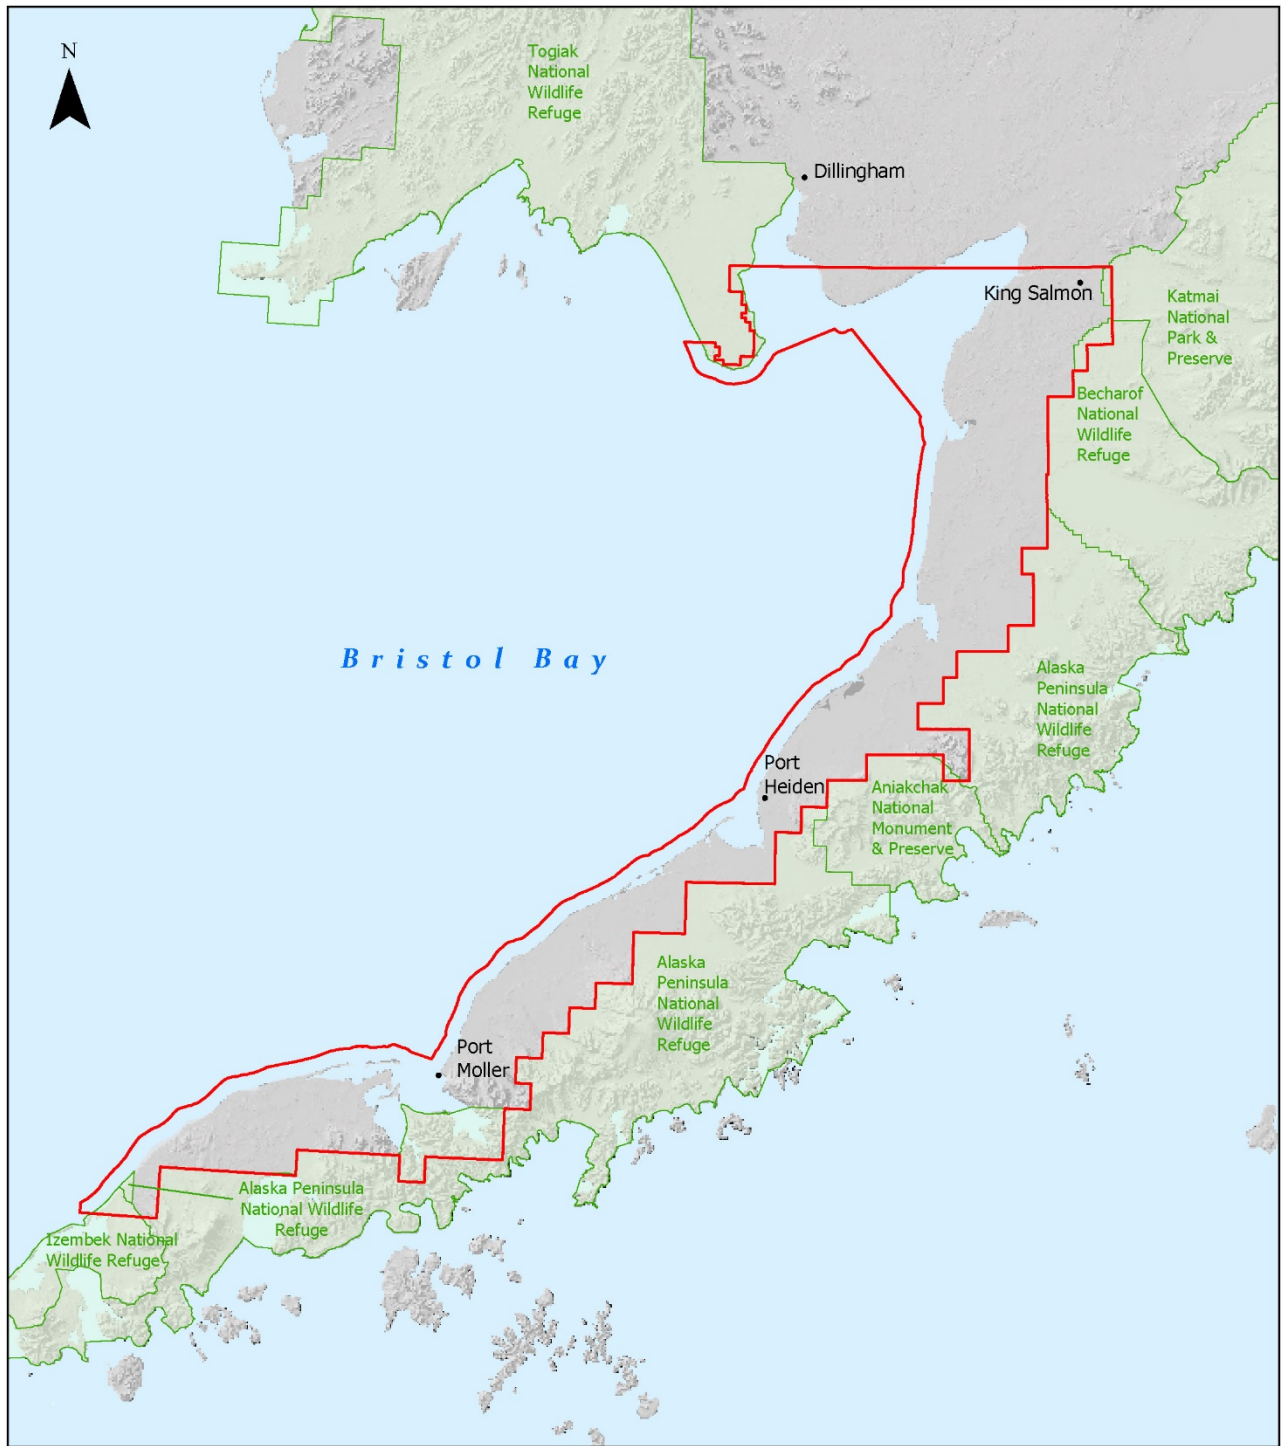 N
Togiak
National
Wildlife
Refuge
Dillingham
King Salmon
Katmai
National
Park &
Preserve
Becharof
National
Wildlife
Refuge
Bristol Bay
Alaska
Peninsula
National
Wildlife
Refuge
Port
Heiden
Aniakchak
National
Monument
& Preserve
Alaska
Peninsula
National
Wildlife
Refuge
Port
Moller
Alaska Peninsula
National Wildlife
Refuge
Izembek National
Wildlife Refuge